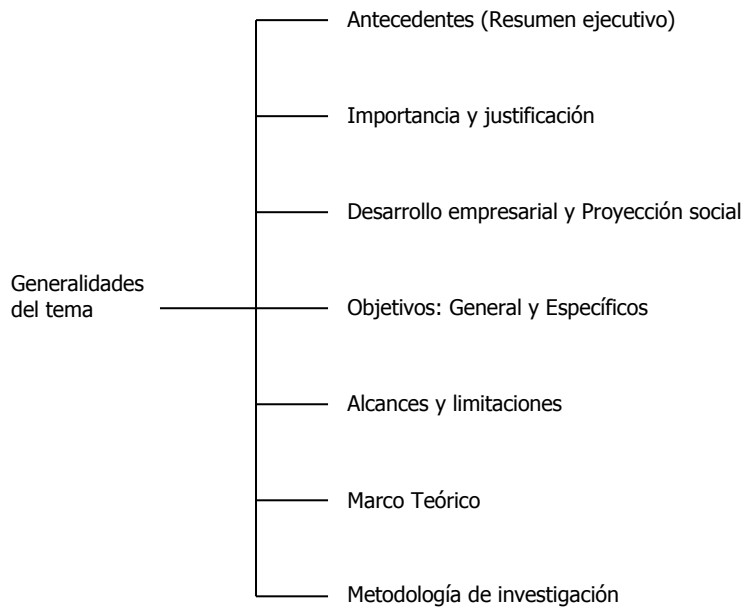 Antecedentes (Resumen ejecutivo)
Importancia y justificación
Desarrollo empresarial y Proyección social
Generalidades
del tema
Objetivos: General y Específicos
Alcances y limitaciones
Marco Teórico
Metodología de investigación